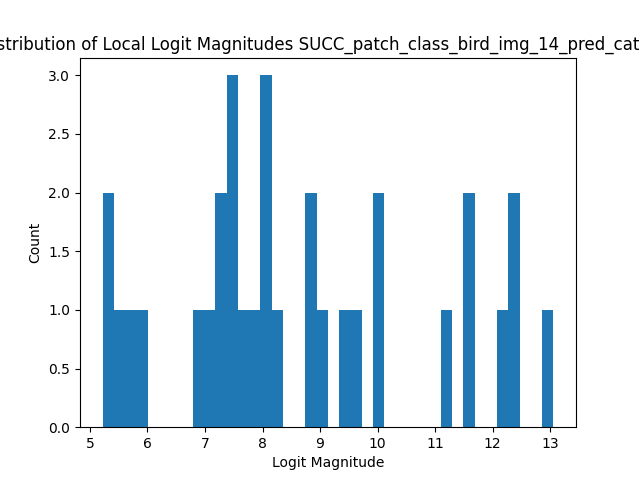 stribution of Local Logit Magnitudes SUCC_patch_class_bird_img_14_pred_cat
3.0
2.5
2.0
1.5
1.0
0.5
0.0
Count
5 6 7 8 9 10 11 12 13
Logit Magnitude